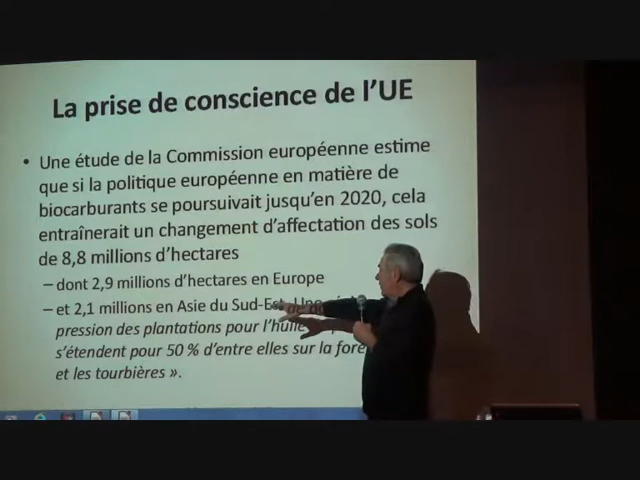 La prise de conscience de l'UE
• Une étude de la Commission européenne estime
que si la politique européenne en matière de
biocarburants se poursuivait jusqu'en 2020, cela
entraînerait un changement d'affectation des sols
de 8,8 millions d'hectares
– dont 2,9 millions d'hectares en Europe
– et 2,1 millions en Asie du Sud-Est
pression des plantations pour
s'étendent pour 50 % d'entre elles sur la
et les tourbières ».